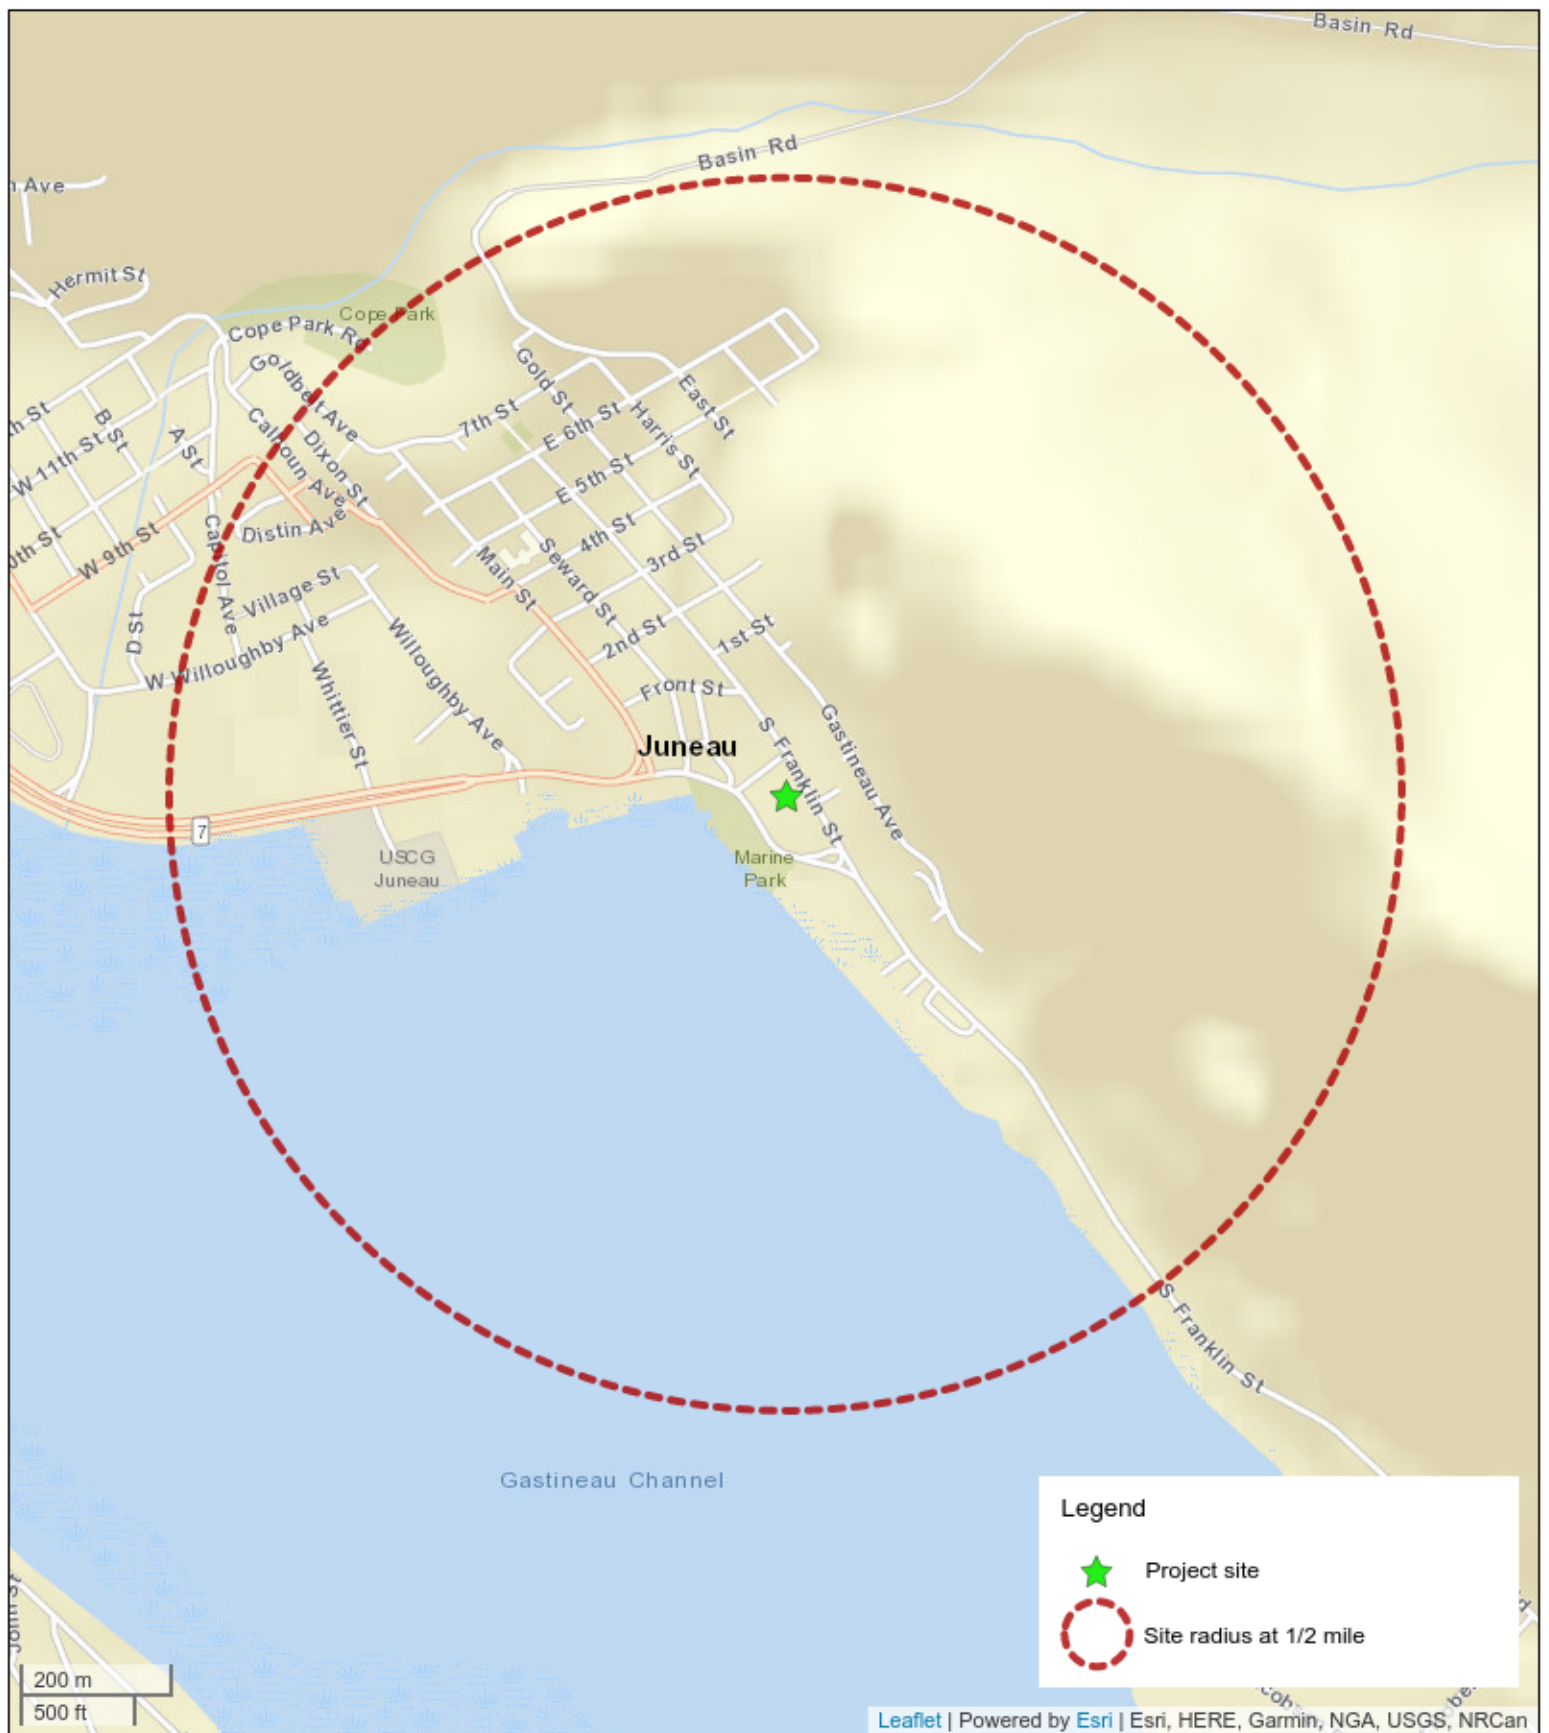 Basin Rd
Basin Rd
Ave
Hermit St
Cope Park
Cope Park Rd
Goldbelt Ave
Gold St
East St
7th St
E 6th St
Harris St
B St
A St
Calhoun Ave
Dixon St
W 11th St
E 5th St
Distin Ave
4th St
3rd St
W 9th St
Capitol Ave
Main St
Seward St
Village St
D St
2nd St
1st St
W Willoughby Ave
Willoughby Ave
Whittier St
Front St
S Franklin St
Gastineau Ave
Juneau
7
USCG
Juneau
Marine
Park
S Franklin St
Gastineau Channel
John St
Legend
Project site
Site radius at 1/2 mile
200 m
500 ft
Leaflet | Powered by Esri | Esri, HERE, Garmin, NGA, USGS, NRCan